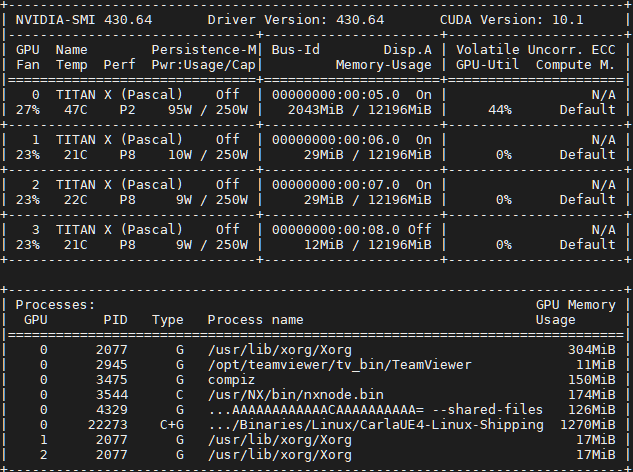 +-----------------------------------------------------------------------------+
| NVIDIA-SMI 430.64       Driver Version: 430.64       CUDA Version: 10.1     |
|-------------------------------+----------------------+----------------------+
| GPU  Name        Persistence-M| Bus-Id        Disp.A | Volatile Uncorr. ECC |
| Fan  Temp  Perf  Pwr:Usage/Cap|         Memory-Usage | GPU-Util  Compute M. |
|===============================+======================+======================|
|   0  TITAN X (Pascal)    Off  | 00000000:00:05.0  On |                  N/A |
| 27%   47C    P2    95W / 250W |   2043MiB / 12196MiB |     44%      Default |
+-------------------------------+----------------------+----------------------+
|   1  TITAN X (Pascal)    Off  | 00000000:00:06.0  On |                  N/A |
| 23%   21C    P8    10W / 250W |     29MiB / 12196MiB |      0%      Default |
+-------------------------------+----------------------+----------------------+
|   2  TITAN X (Pascal)    Off  | 00000000:00:07.0  On |                  N/A |
| 23%   22C    P8     9W / 250W |     29MiB / 12196MiB |      0%      Default |
+-------------------------------+----------------------+----------------------+
|   3  TITAN X (Pascal)    Off  | 00000000:00:08.0 Off |                  N/A |
| 23%   21C    P8     9W / 250W |     12MiB / 12196MiB |      0%      Default |
+-------------------------------+----------------------+----------------------+

+-----------------------------------------------------------------------------+
| Processes:                                                       GPU Memory |
|  GPU       PID   Type   Process name                             Usage      |
|=============================================================================|
|    0      2077      G   /usr/lib/xorg/Xorg                           304MiB |
|    0      2945      G   /opt/teamviewer/tv_bin/TeamViewer             11MiB |
|    0      3475      G   compiz                                       150MiB |
|    0      3544      C   /usr/NX/bin/nxnode.bin                       174MiB |
|    0      4329      G   ...AAAAAAAAAAAACAAAAAAAAAA= --shared-files   126MiB |
|    0     22273    C+G   .../Binaries/Linux/CarlaUE4-Linux-Shipping  1270MiB |
|    1      2077      G   /usr/lib/xorg/Xorg                            17MiB |
|    2      2077      G   /usr/lib/xorg/Xorg                            17MiB |
+-----------------------------------------------------------------------------+